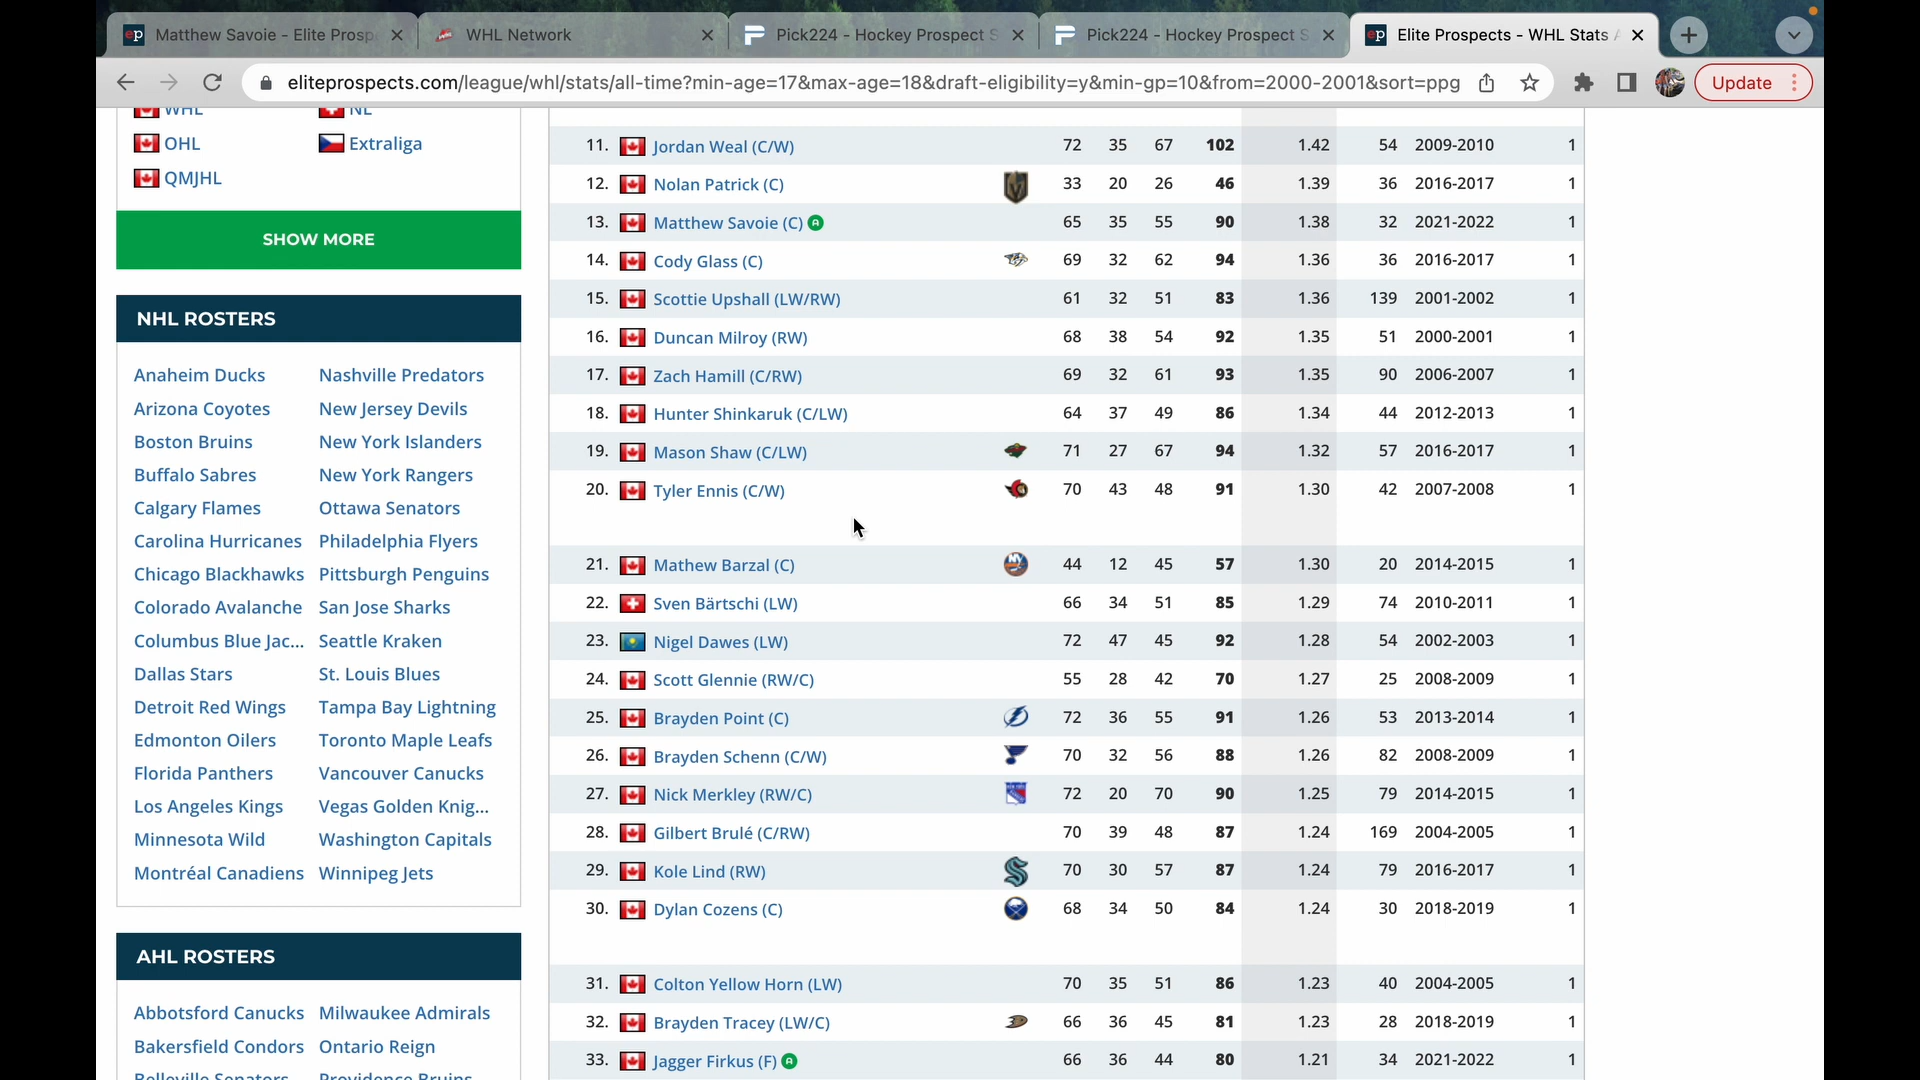 Matthew Savoie - Elite Prosp
WHL Network
Pick224 - Hockey Prospect S
Pick224 - Hockey Prospect S
Elite Prospects - WHL Stats A
eliteprospects.com/league/whl/stats/all-time?min-age=17&max-age=18&draft-eligibility=y&min-gp=10&from=2000-2001&sort=ppg
Update
WHL NL
OHL Extraliga
QMJHL
SHOW MORE
NHL ROSTERS
Anaheim Ducks Nashville Predators
Arizona Coyotes New Jersey Devils
Boston Bruins New York Islanders
Buffalo Sabres New York Rangers
Calgary Flames Ottawa Senators
Carolina Hurricanes Philadelphia Flyers
Chicago Blackhawks Pittsburgh Penguins
Colorado Avalanche San Jose Sharks
Columbus Blue Jac... Seattle Kraken
Dallas Stars St. Louis Blues
Detroit Red Wings Tampa Bay Lightning
Edmonton Oilers Toronto Maple Leafs
Florida Panthers Vancouver Canucks
Los Angeles Kings Vegas Golden Knig...
Minnesota Wild Washington Capitals
Montréal Canadiens Winnipeg Jets
AHL ROSTERS
Abbotsford Canucks Milwaukee Admirals
Bakersfield Condors Ontario Reign
Belleville Senators Providence Bruins
11. Jordan Weal (C/W) 72 35 67 102 1.42 54 2009-2010 1
12. Nolan Patrick (C) 33 20 26 46 1.39 36 2016-2017 1
13. Matthew Savoie (C) A 65 35 55 90 1.38 32 2021-2022 1
14. Cody Glass (C) 69 32 62 94 1.36 36 2016-2017 1
15. Scottie Upshall (LW/RW) 61 32 51 83 1.36 139 2001-2002 1
16. Duncan Milroy (RW) 68 38 54 92 1.35 51 2000-2001 1
17. Zach Hamill (C/RW) 69 32 61 93 1.35 90 2006-2007 1
18. Hunter Shinkaruk (C/LW) 64 37 49 86 1.34 44 2012-2013 1
19. Mason Shaw (C/LW) 71 27 67 94 1.32 57 2016-2017 1
20. Tyler Ennis (C/W) 70 43 48 91 1.30 42 2007-2008 1
21. Mathew Barzal (C) 44 12 45 57 1.30 20 2014-2015 1
22. Sven Bärtschi (LW) 66 34 51 85 1.29 74 2010-2011 1
23. Nigel Dawes (LW) 72 47 45 92 1.28 54 2002-2003 1
24. Scott Glennie (RW/C) 55 28 42 70 1.27 25 2008-2009 1
25. Brayden Point (C) 72 36 55 91 1.26 53 2013-2014 1
26. Brayden Schenn (C/W) 70 32 56 88 1.26 82 2008-2009 1
27. Nick Merkley (RW/C) 72 20 70 90 1.25 79 2014-2015 1
28. Gilbert Brulé (C/RW) 70 39 48 87 1.24 169 2004-2005 1
29. Kole Lind (RW) 70 30 57 87 1.24 79 2016-2017 1
30. Dylan Cozens (C) 68 34 50 84 1.24 30 2018-2019 1
31. Colton Yellow Horn (LW) 70 35 51 86 1.23 40 2004-2005 1
32. Brayden Tracey (LW/C) 66 36 45 81 1.23 28 2018-2019 1
33. Jagger Firkus (F) A 66 36 44 80 1.21 34 2021-2022 1